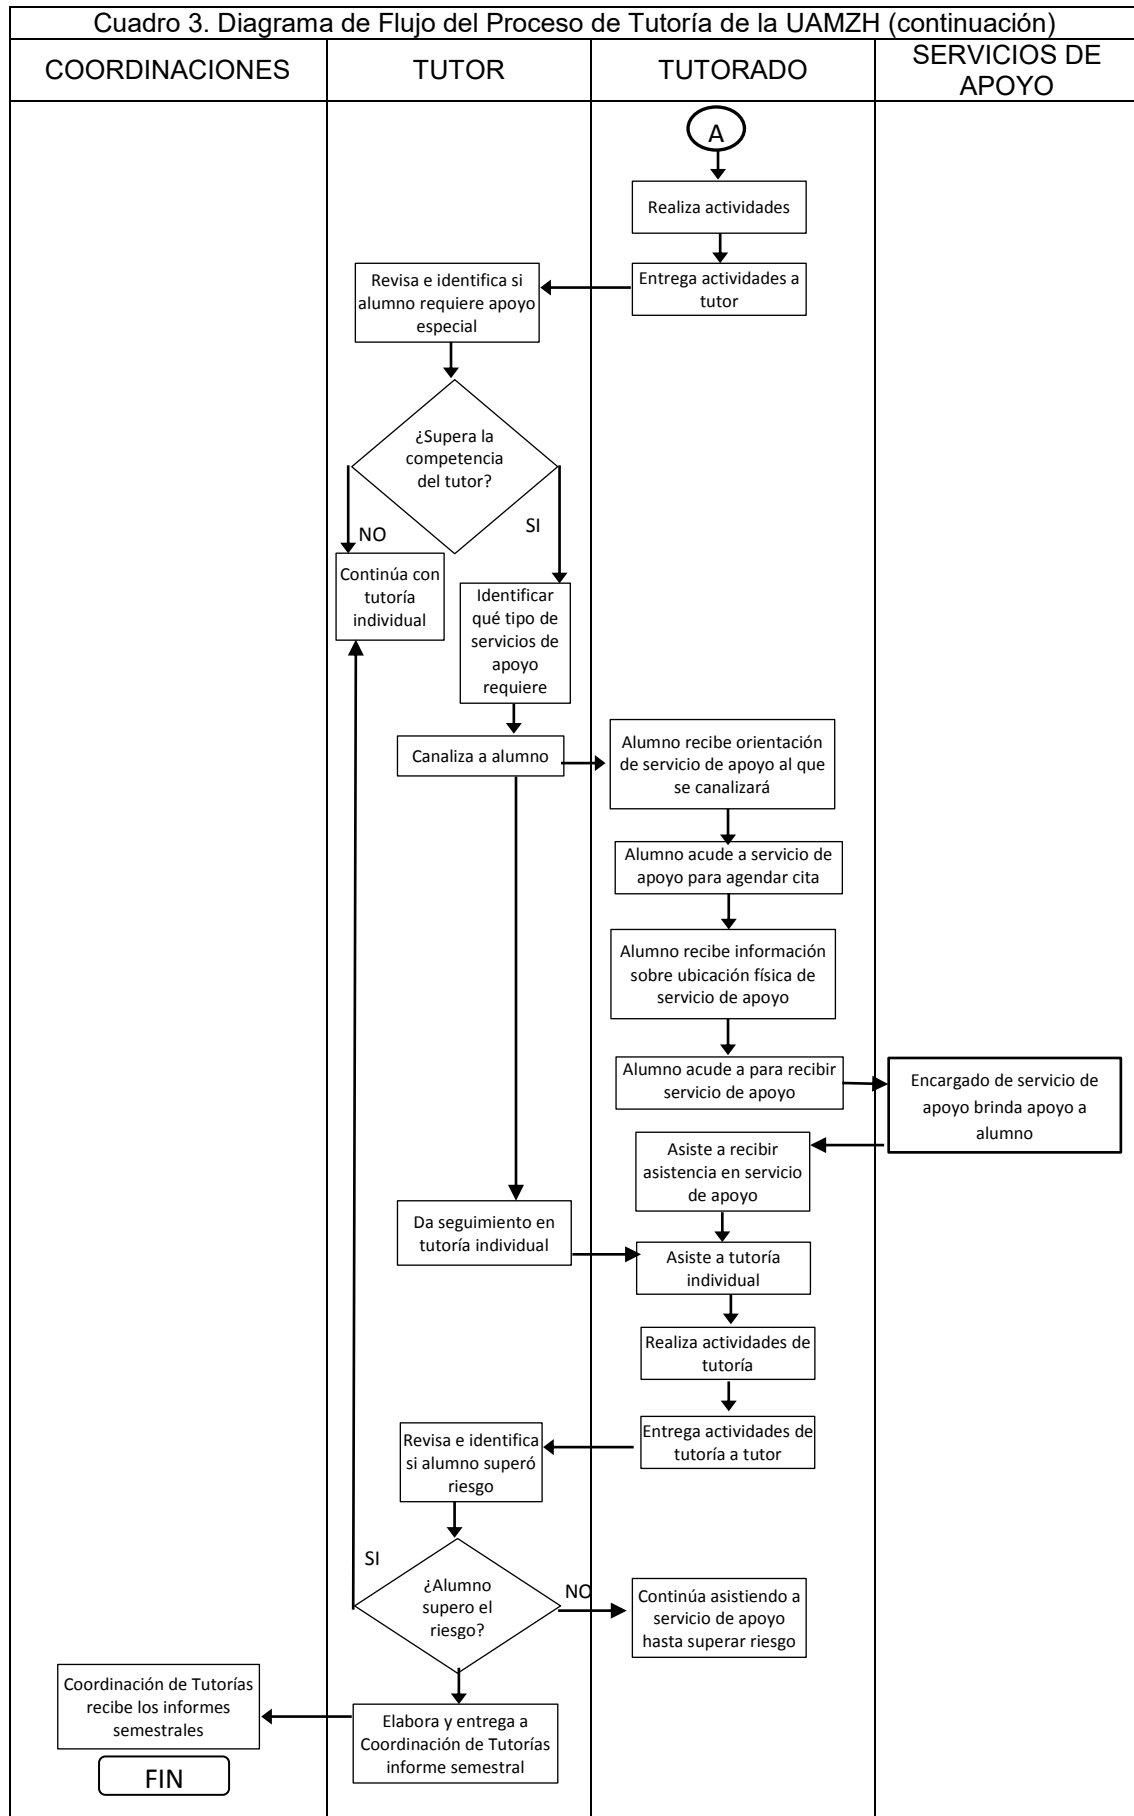 Cuadro 3. Diagrama de Flujo del Proceso de Tutoría de la UAMZH (continuación)
COORDINACIONES
TUTOR
TUTORADO
SERVICIOS DE
APOYO
A
Realiza actividades
Entrega actividades a
tutor
Revisa e identifica si
alumno requiere apoyo
especial
¿Supera la
competencia
del tutor?
NO
SI
Continúa con
tutoría
individual
Identificar
qué tipo de
servicios de
apoyo
requiere
Canaliza a alumno
Alumno recibe orientación
de servicio de apoyo al que
se canalizará
Alumno acude a servicio de
apoyo para agendar cita
Alumno recibe información
sobre ubicación física de
servicio de apoyo
Alumno acude a para recibir
servicio de apoyo
Encargado de servicio de
apoyo brinda apoyo a
alumno
Asiste a recibir
asistencia en servicio
de apoyo
Da seguimiento en
tutoría individual
Asiste a tutoría
individual
Realiza actividades de
tutoría
Entrega actividades de
tutoría a tutor
Revisa e identifica
si alumno superó
riesgo
SI
¿Alumno
supero el
riesgo?
NO
Continúa asistiendo a
servicio de apoyo
hasta superar riesgo
Coordinación de Tutorías
recibe los informes
semestrales
Elabora y entrega a
Coordinación de Tutorías
informe semestral
FIN